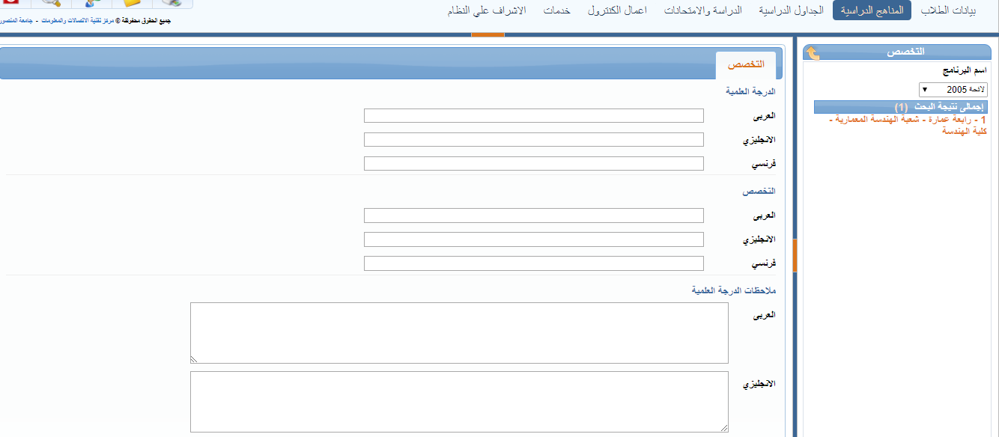 بيانات الطلاب
المناهج الدراسية
الجداول الدراسية
الدراسة والامتحانات
اعمال الكنترول
خدمات
الاشراف علي النظام
جميع الحقوق محفوظة © مركز تقنية الاتصالات والمعلومات - جامعة المنصور
التخصص
اسم البرنامج
لائحة 2005
إجمالى نتيجة البحث (1)
1 - رابعة عمارة - شعبة الهندسة المعمارية -
كلية الهندسة
التخصص
الدرجة العلمية
العربى
الانجليزي
فرنسي
التخصص
العربى
الانجليزي
فرنسي
ملاحظات الدرجة العلمية
العربى
الانجليزي